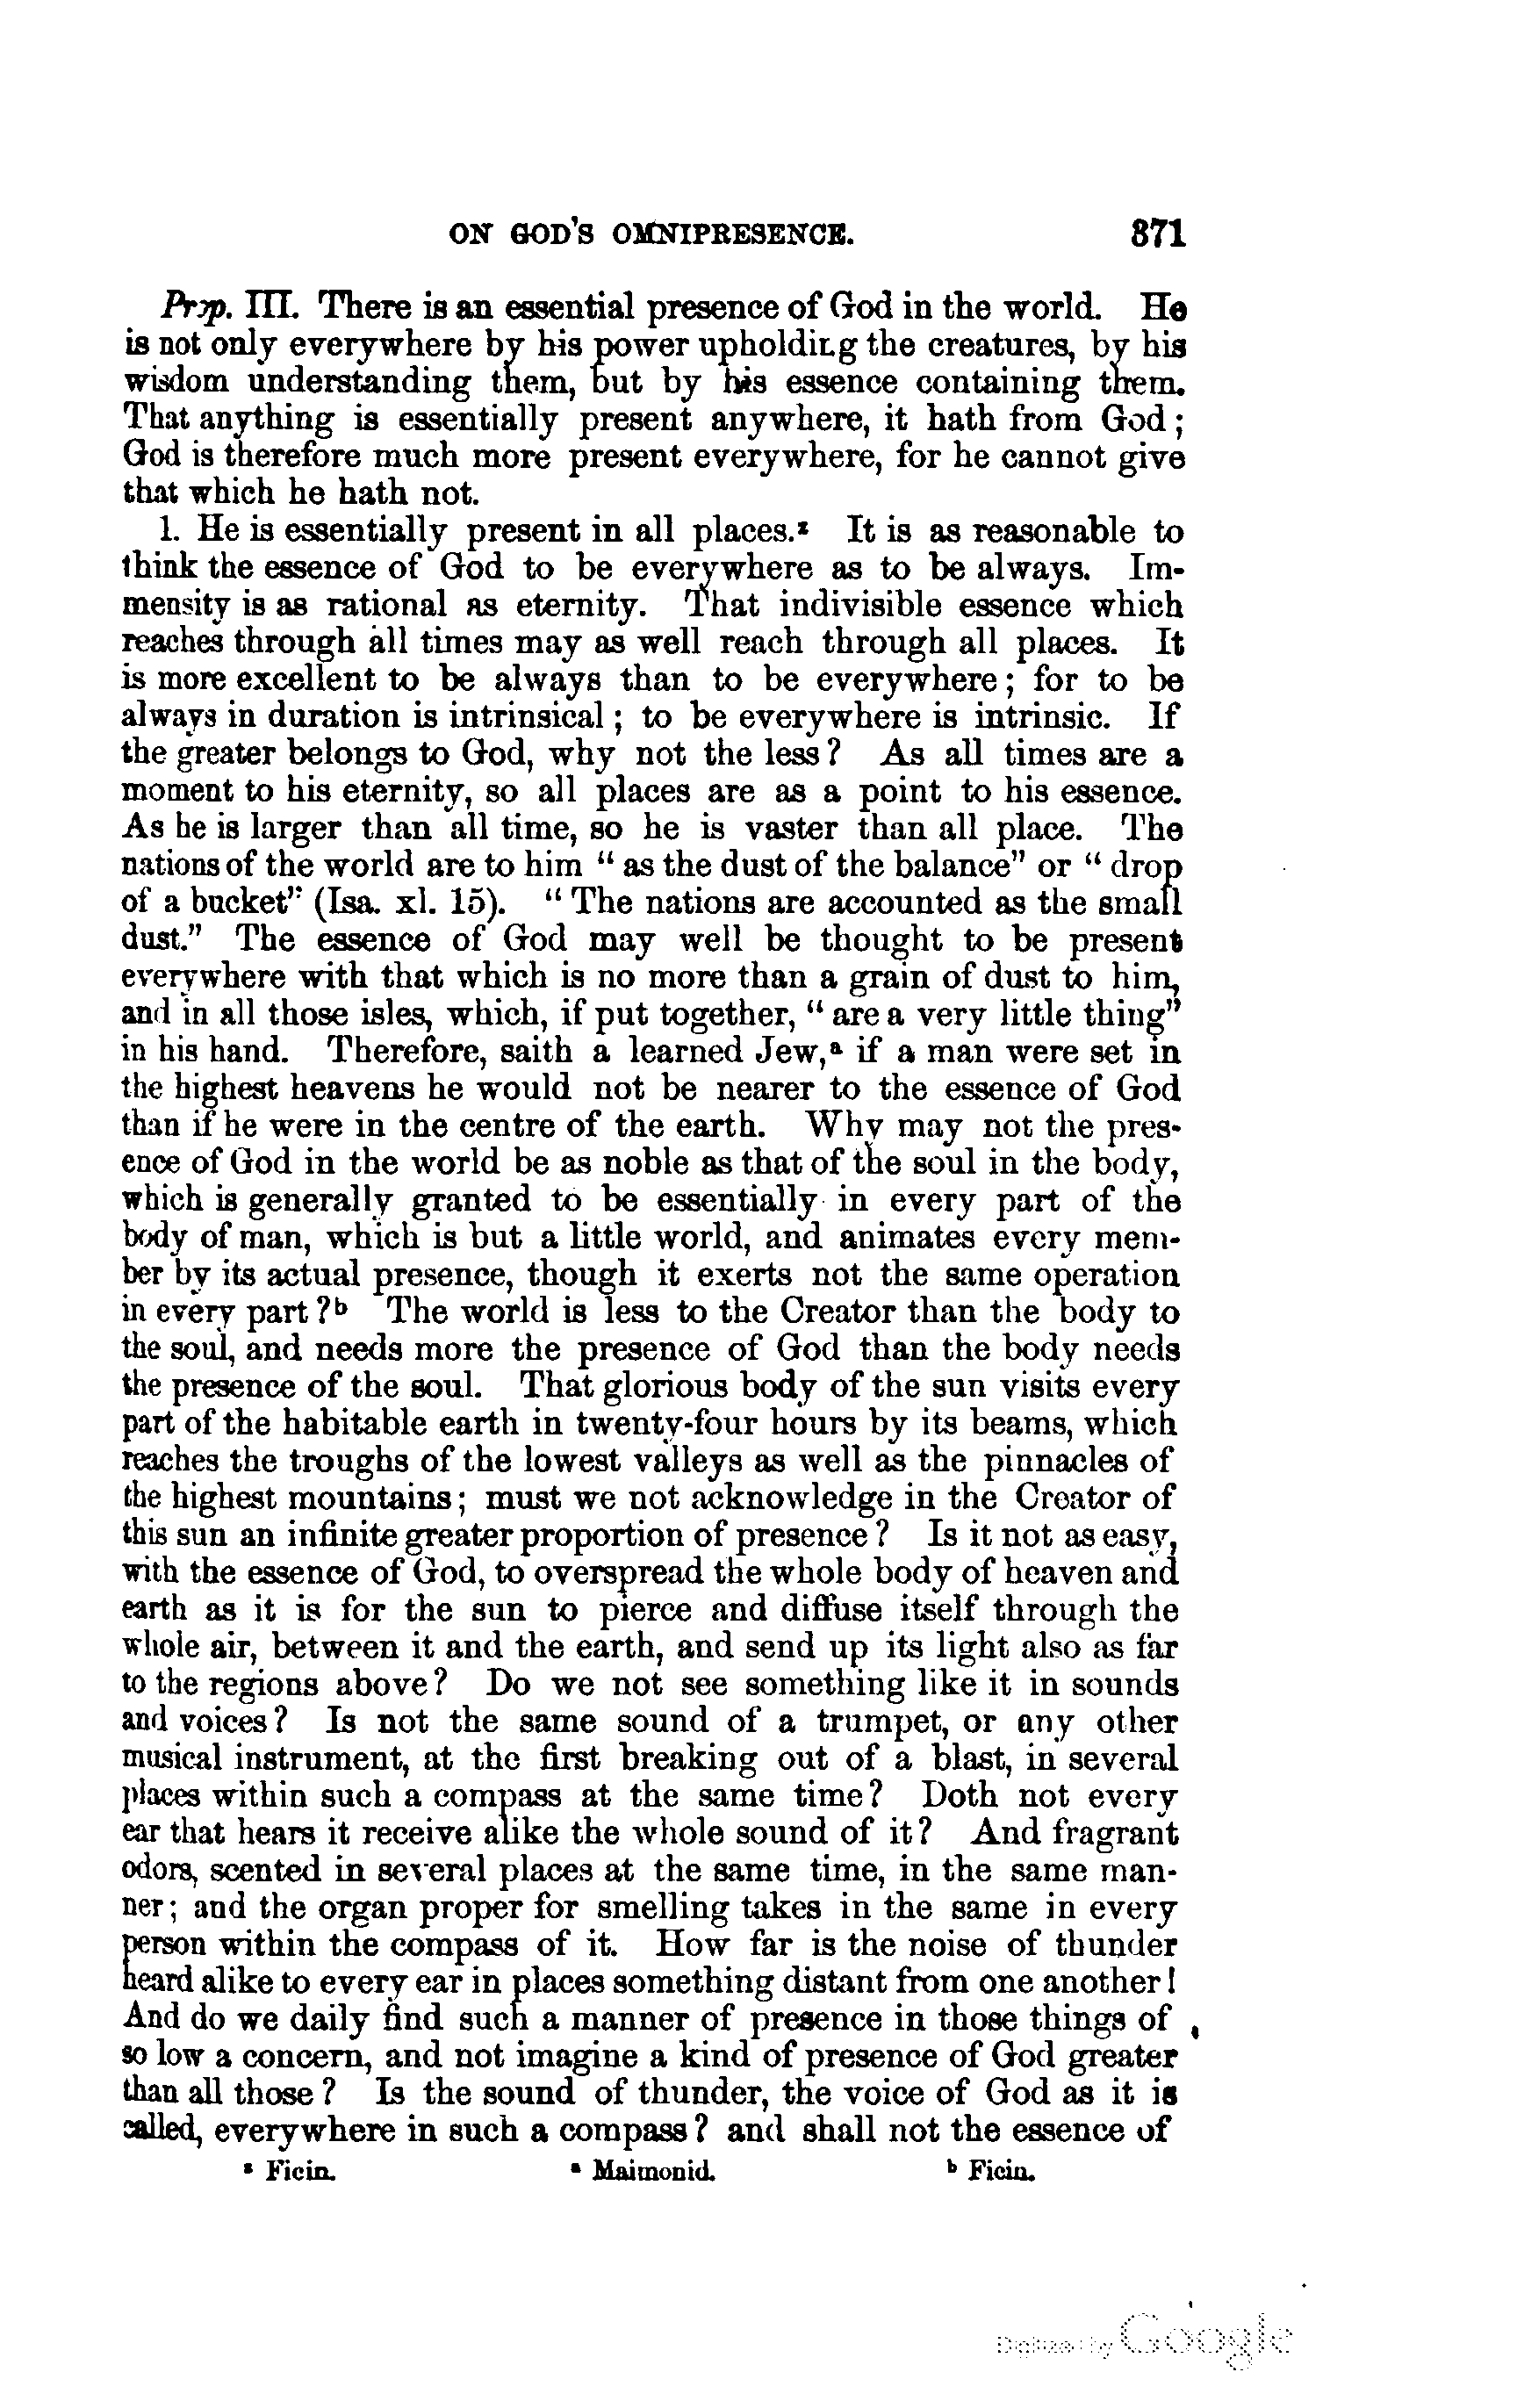 ON GOD'S OMNIPRESENCE. 371
Prop. III. There is an essential presence of God in the world. He
is not only everywhere by his power upholding the creatures, by his
wisdom understanding them, but by his essence containing them.
That anything is essentially present anywhere, it hath from God;
God is therefore much more present everywhere, for he cannot give
that which he hath not.
1. He is essentially present in all places.z It is as reasonable to
think the essence of God to be everywhere as to be always. Im-
mensity is as rational as eternity. That indivisible essence which
reaches through all times may as well reach through all places. It
is more excellent to be always than to be everywhere; for to be
always in duration is intrinsical; to be everywhere is intrinsic. If
the greater belongs to God, why not the less? As all times are a
moment to his eternity, so all places are as a point to his essence.
As he is larger than all time, so he is vaster than all place. The
nations of the world are to him “as the dust of the balance” or “drop
of a bucket” (Isa. xl. 15). “The nations are accounted as the small
dust.” The essence of God may well be thought to be present
everywhere with that which is no more than a grain of dust to him,
and in all those isles, which, if put together, “are a very little thing”
in his hand. Therefore, saith a learned Jew,a if a man were set in
the highest heavens he would not be nearer to the essence of God
than if he were in the centre of the earth. Why may not the pres-
ence of God in the world be as noble as that of the soul in the body,
which is generally granted to be essentially in every part of the
body of man, which is but a little world, and animates every mem-
ber by its actual presence, though it exerts not the same operation
in every part?b The world is less to the Creator than the body to
the soul, and needs more the presence of God than the body needs
the presence of the soul. That glorious body of the sun visits every
part of the habitable earth in twenty-four hours by its beams, which
reaches the troughs of the lowest valleys as well as the pinnacles of
the highest mountains; must we not acknowledge in the Creator of
this sun an infinite greater proportion of presence? Is it not as easy,
with the essence of God, to overspread the whole body of heaven and
earth as it is for the sun to pierce and diffuse itself through the
whole air, between it and the earth, and send up its light also as far
to the regions above? Do we not see something like it in sounds
and voices? Is not the same sound of a trumpet, or any other
musical instrument, at the first breaking out of a blast, in several
places within such a compass at the same time? Doth not every
ear that hears it receive alike the whole sound of it? And fragrant
odors, scented in several places at the same time, in the same man-
ner; and the organ proper for smelling takes in the same in every
person within the compass of it. How far is the noise of thunder
heard alike to every ear in places something distant from one another!
And do we daily find such a manner of presence in those things of
so low a concern, and not imagine a kind of presence of God greater
than all those? Is the sound of thunder, the voice of God as it is
called, everywhere in such a compass? and shall not the essence of
z Ficin. a Maimonid. b Ficin.
Digitized by Google